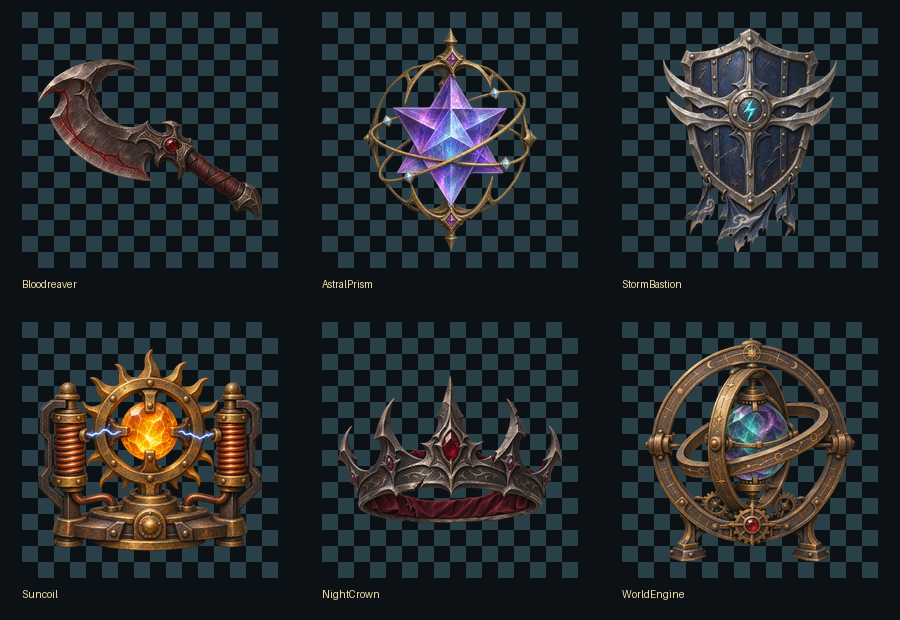 Bloodreaver
AstralPrism
StormBastion
Suncoil
NightCrown
WorldEngine